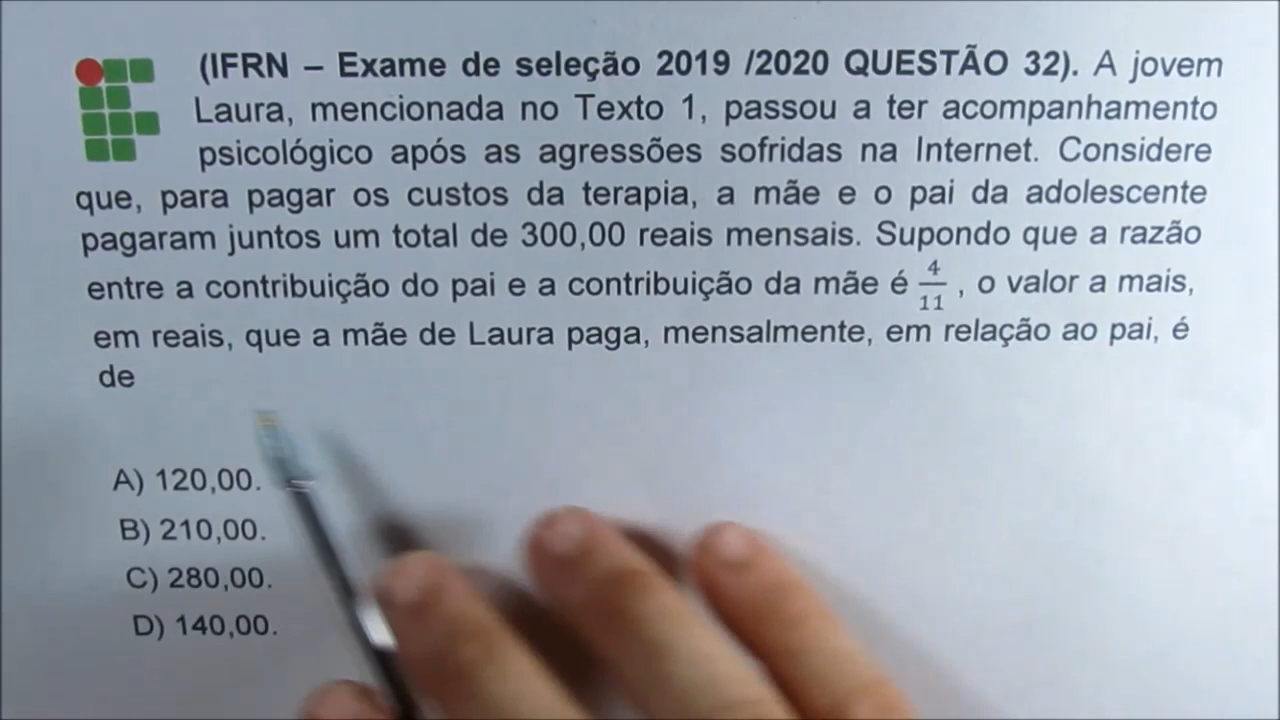 (IFRN – Exame de seleção 2019 /2020 QUESTÃO 32). A jovem
Laura, mencionada no Texto 1, passou a ter acompanhamento
psicológico após as agressões sofridas na Internet. Considere
que, para pagar os custos da terapia, a mãe e o pai da adolescente
pagaram juntos um total de 300,00 reais mensais. Supondo que a razão
entre a contribuição do pai e a contribuição da mãe é 4/11 , o valor a mais,
em reais, que a mãe de Laura paga, mensalmente, em relação ao pai, é
de
A) 120,00.
B) 210,00.
C) 280,00.
D) 140,00.